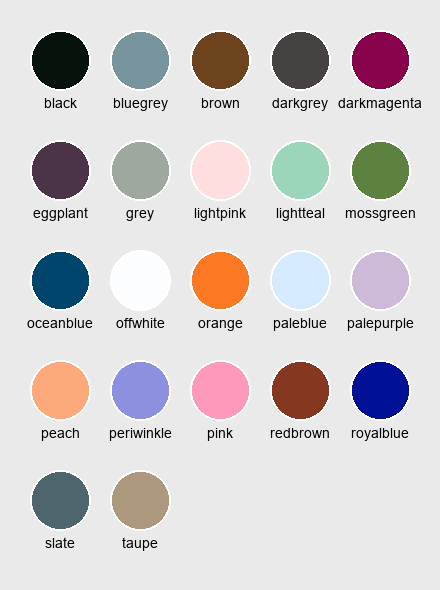 black bluegrey brown darkgrey darkmagenta
eggplant grey lightpink lightteal mossgreen
oceanblue offwhite orange paleblue palepurple
peach periwinkle pink redbrown royalblue
slate taupe